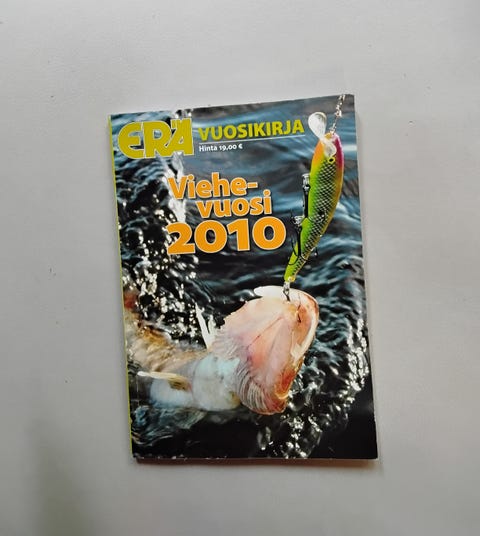 ERÄ VUOSIKIRJA
Hinta 19,00 €
Viehe-
vuosi
2010